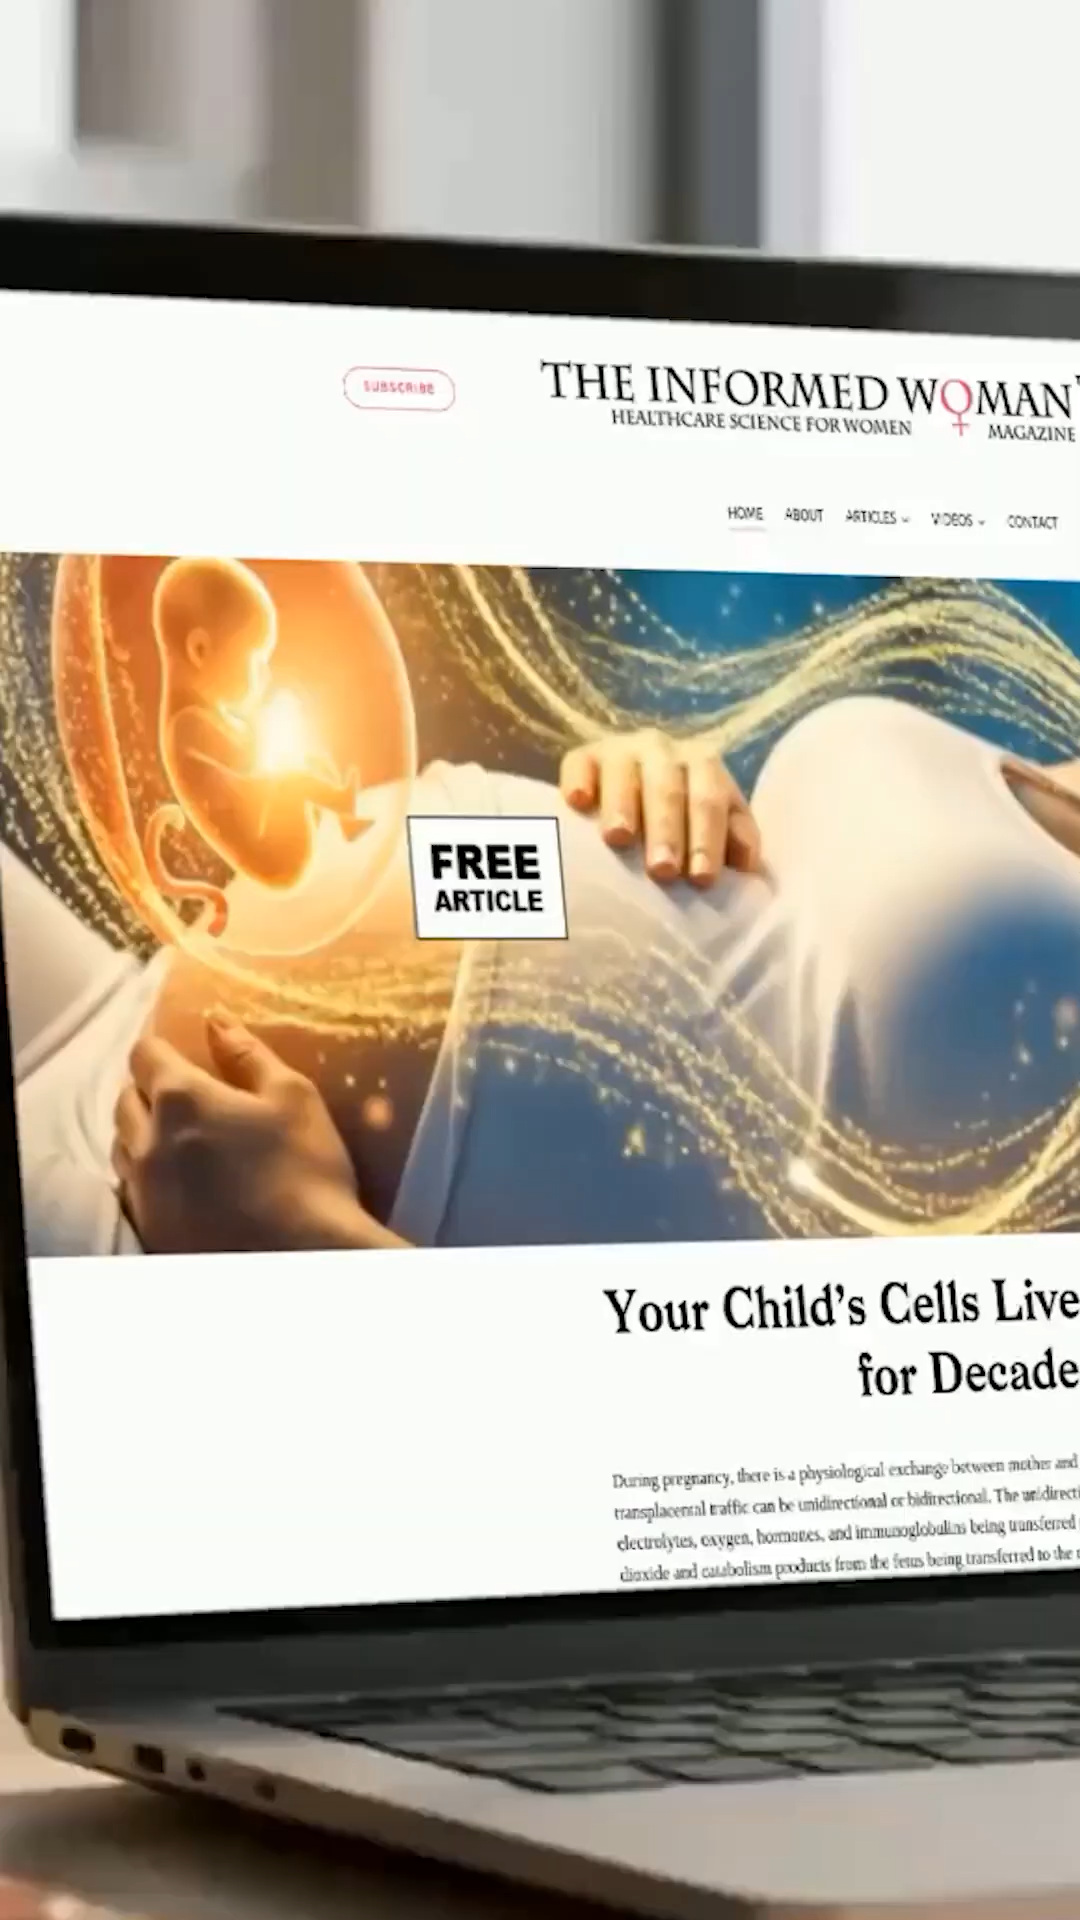 SUBSCRIBE
THE INFORMED WOMAN
HEALTHCARE SCIENCE FOR WOMEN MAGAZINE
HOME ABOUT ARTICLES VIDEOS CONTACT
FREE
ARTICLE
Your Child's Cells Live
for Decade
During pregnancy, there is a physiological exchange between mother and
transplacental traffic can be unidirectional or bidirectional. The unidirecti
electrolytes, oxygen, hormones, and immunoglobulins being transferred
dioxide and catabolism products from the fetus being transferred to the